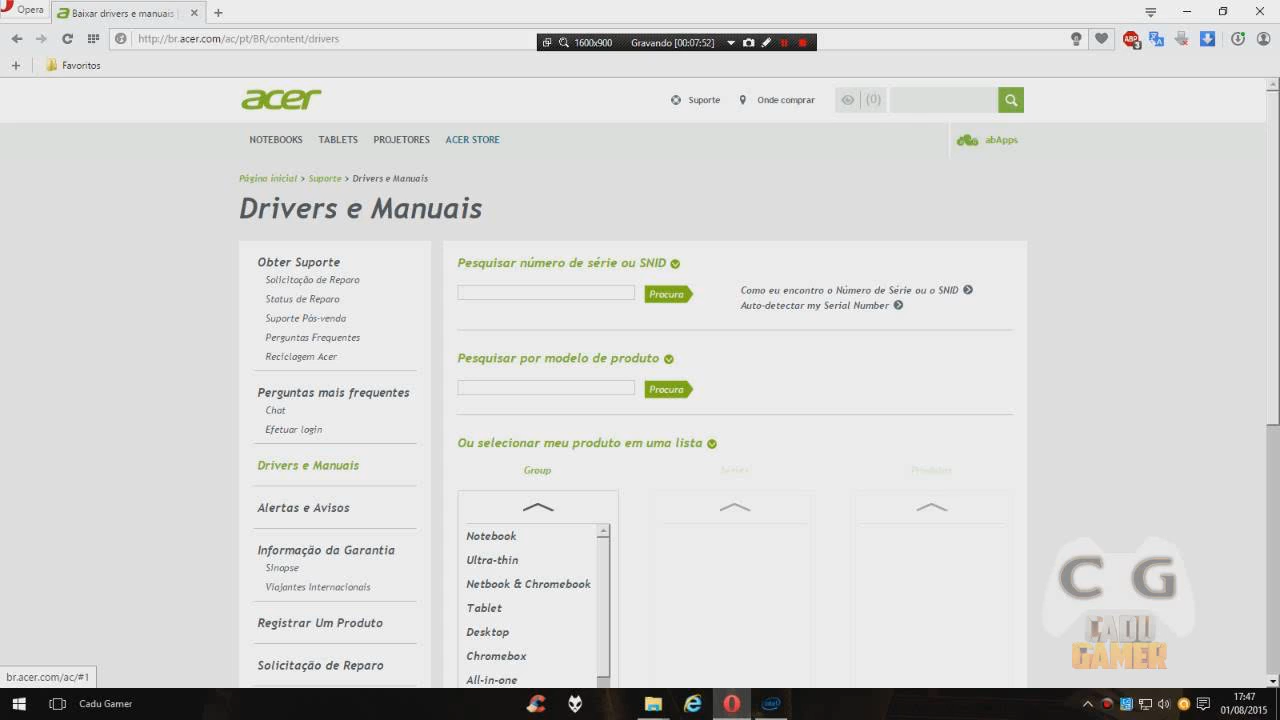 Opera
Baixar drivers e manuais |
http://br.acer.com/ac/pt/BR/content/drivers
1600x900 Gravando [00:07:52]
ABP
3
Favoritos
acer
Suporte
Onde comprar
(0)
NOTEBOOKS TABLETS PROJETORES ACER STORE
abApps
Página inicial > Suporte > Drivers e Manuais
Drivers e Manuais
Obter Suporte
Solicitação de Reparo
Status de Reparo
Suporte Pós-venda
Perguntas Frequentes
Reciclagem Acer
Perguntas mais frequentes
Chat
Efetuar login
Drivers e Manuais
Alertas e Avisos
Informação da Garantia
Sinopse
Viajantes Internacionais
Registrar Um Produto
Solicitação de Reparo
Pesquisar número de série ou SNID
Procura
Como eu encontro o Número de Série ou o SNID
Auto-detectar my Serial Number
Pesquisar por modelo de produto
Procura
Ou selecionar meu produto em uma lista
Group
Series
Produtos
Notebook
Ultra-thin
Netbook & Chromebook
Tablet
Desktop
Chromebox
All-in-one
C G
CADU
GAMER
br.acer.com/ac/#1
Cadu Gamer
17:47
01/08/2015